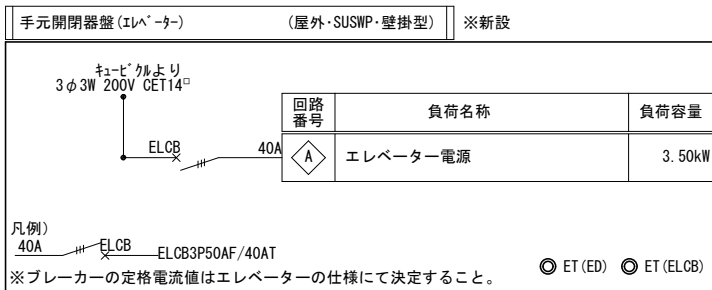 手元開閉器盤(ｴﾚﾍﾞｰﾀｰ) (屋外･SUSWP･壁掛型) ※新設
ｷｭｰﾋﾞｸﾙより
3φ3W 200V CET14□
回路番号 負荷名称 負荷容量
ELCB 40A A エレベーター電源 3.50kW
凡例)
40A ELCB ELCB3P50AF/40AT
※ブレーカーの定格電流値はエレベーターの仕様にて決定すること。 ◎ ET(ED) ◎ ET(ELCB)